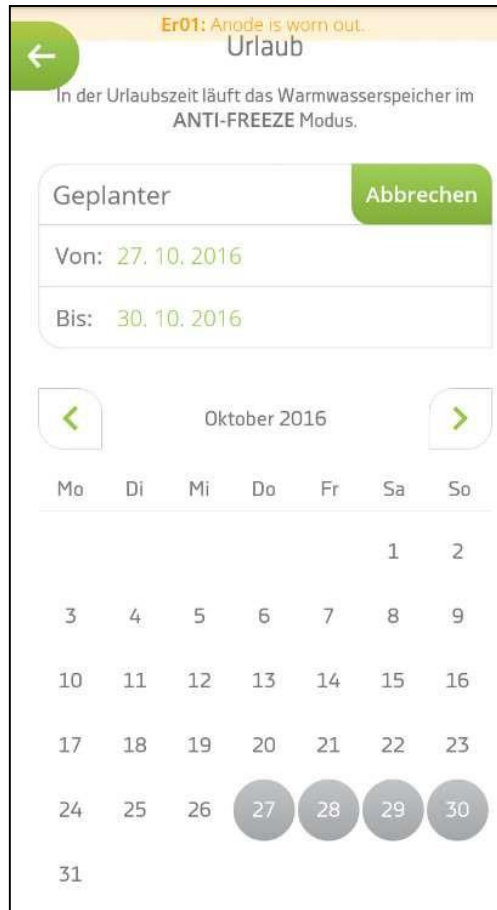 Er01: Anode is worn out.
Urlaub
In der Urlaubszeit läuft das Warmwasserspeicher im
ANTI-FREEZE Modus.
Geplanter Abbrechen
Von: 27. 10. 2016
Bis: 30. 10. 2016
Oktober 2016
Mo Di Mi Do Fr Sa So
1 2
3 4 5 6 7 8 9
10 11 12 13 14 15 16
17 18 19 20 21 22 23
24 25 26 27 28 29 30
31